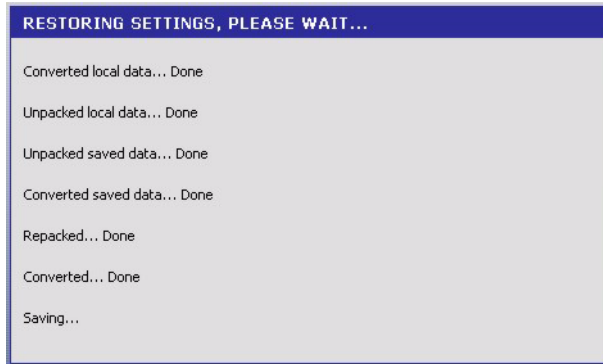 RESTORING SETTINGS, PLEASE WAIT...
Converted local data... Done
Unpacked local data... Done
Unpacked saved data... Done
Converted saved data... Done
Repacked... Done
Converted... Done
Saving...